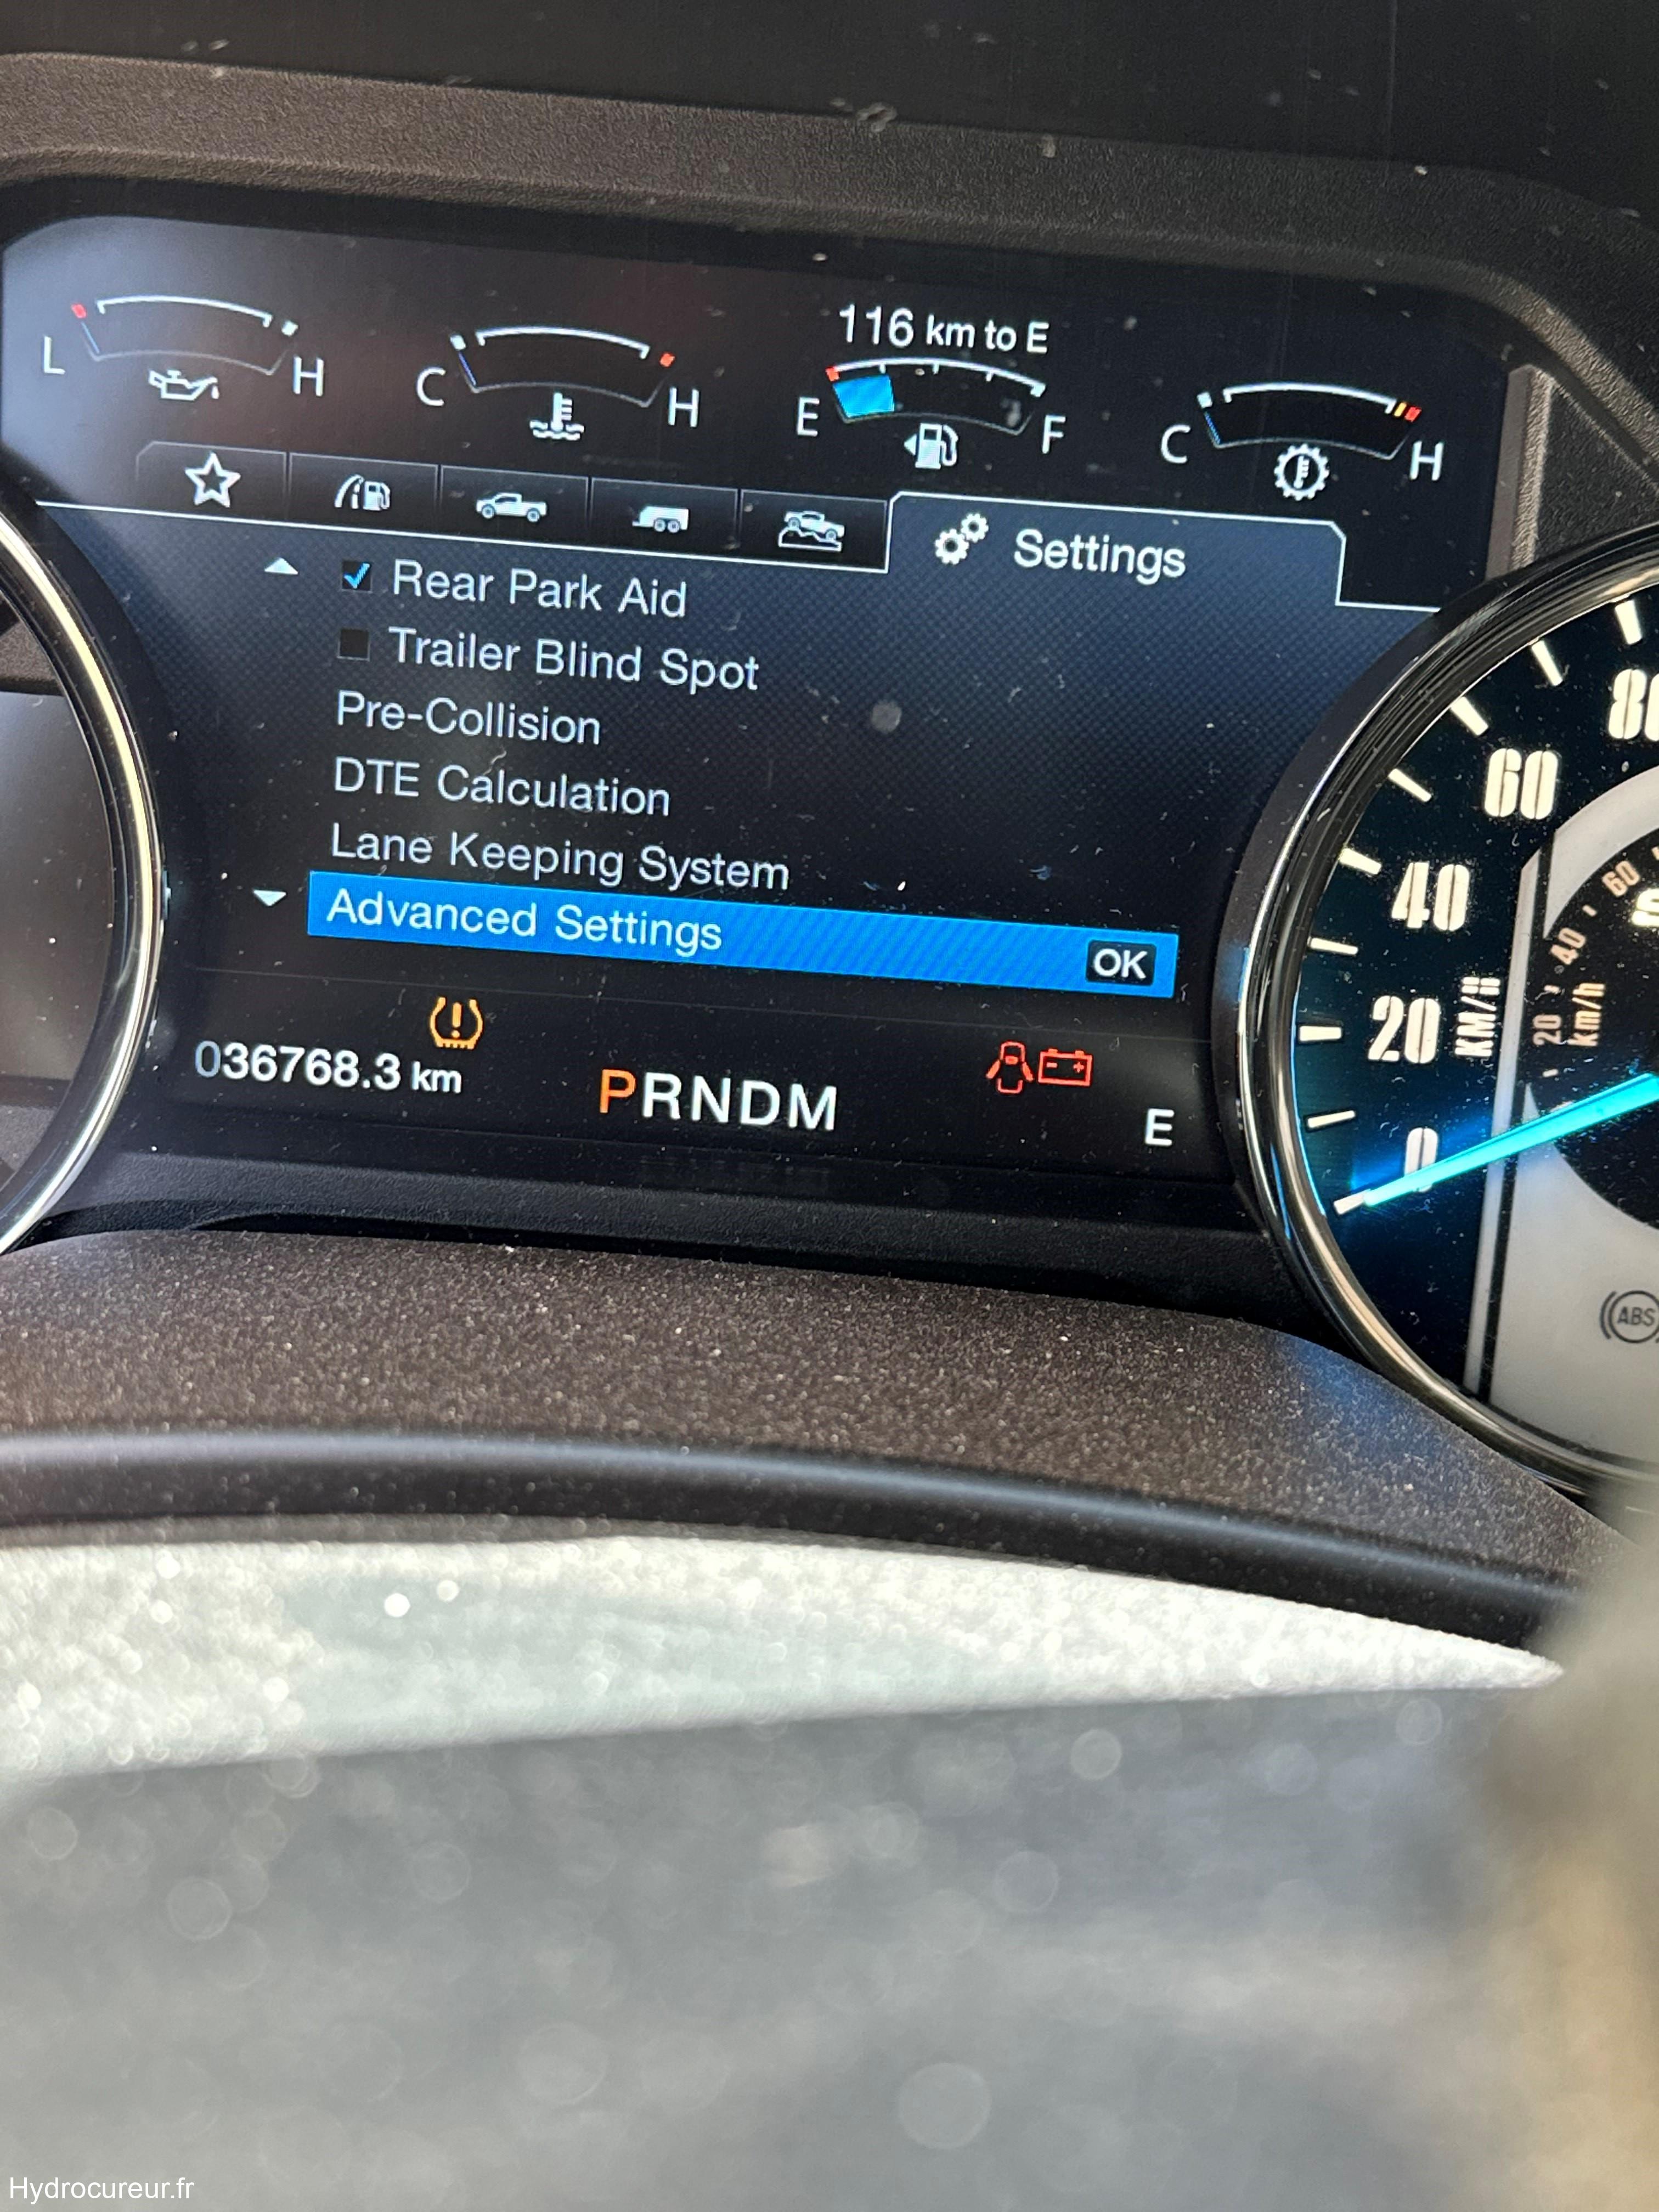 116 km to E
L H
C H
E F
C H
Settings
Rear Park Aid
Trailer Blind Spot
Pre-Collision
DTE Calculation
Lane Keeping System
Advanced Settings OK
036768.3 km
PRNDM
E
80
60
40
20
0
60
40
20
km/h
ABS
Hydrocureur.fr